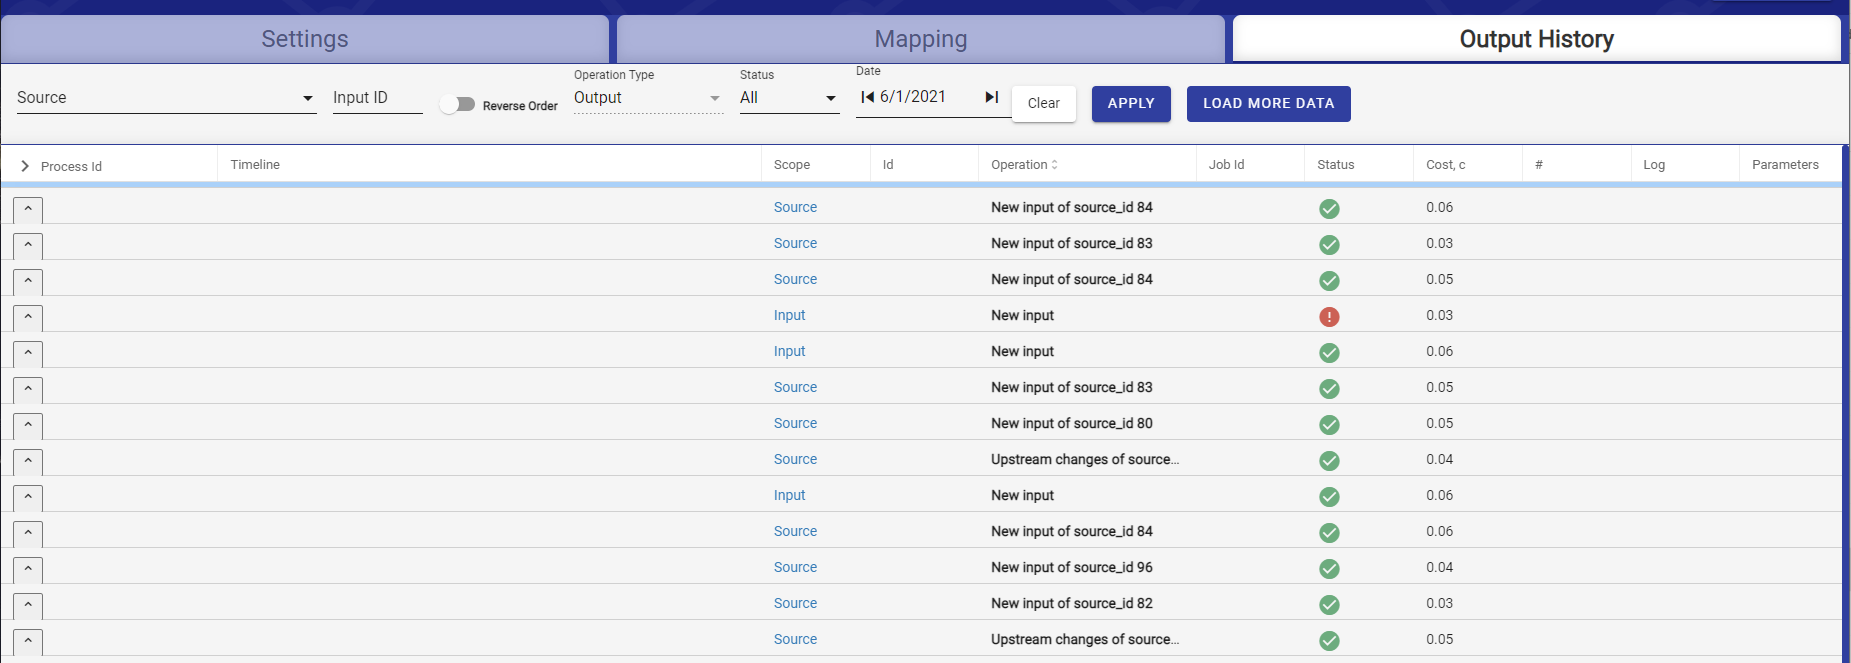 Settings Mapping Output History
Operation Type Status Date
Source Input ID Reverse Order Output All 6/1/2021 Clear APPLY LOAD MORE DATA
Process Id Timeline Scope Id Operation Job Id Status Cost, c # Log Parameters
Source New input of source_id 84 0.06
Source New input of source_id 83 0.03
Source New input of source_id 84 0.05
Input New input 0.03
Input New input 0.06
Source New input of source_id 83 0.05
Source New input of source_id 80 0.05
Source Upstream changes of source... 0.04
Input New input 0.06
Source New input of source_id 84 0.06
Source New input of source_id 96 0.04
Source New input of source_id 82 0.03
Source Upstream changes of source... 0.05